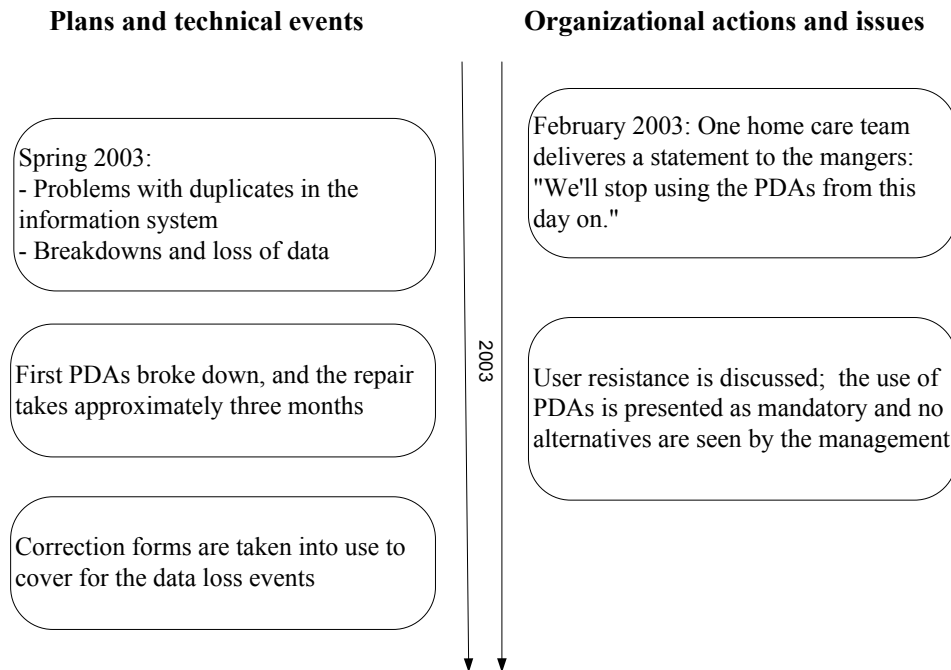 Plans and technical events
Organizational actions and issues
Spring 2003:
- Problems with duplicates in the
information system
- Breakdowns and loss of data
First PDAs broke down, and the repair
takes approximately three months
Correction forms are taken into use to
cover for the data loss events
2003
February 2003: One home care team
deliveres a statement to the mangers:
"We'll stop using the PDAs from this
day on."
User resistance is discussed;  the use of
PDAs is presented as mandatory and no
alternatives are seen by the management